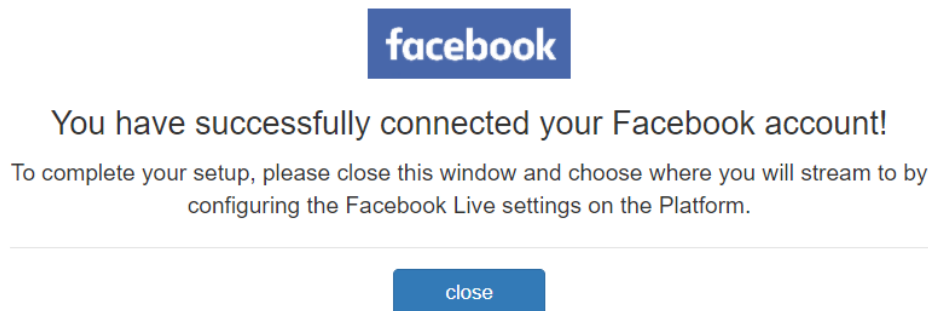 facebook
You have successfully connected your Facebook account!
To complete your setup, please close this window and choose where you will stream to by
configuring the Facebook Live settings on the Platform.
close